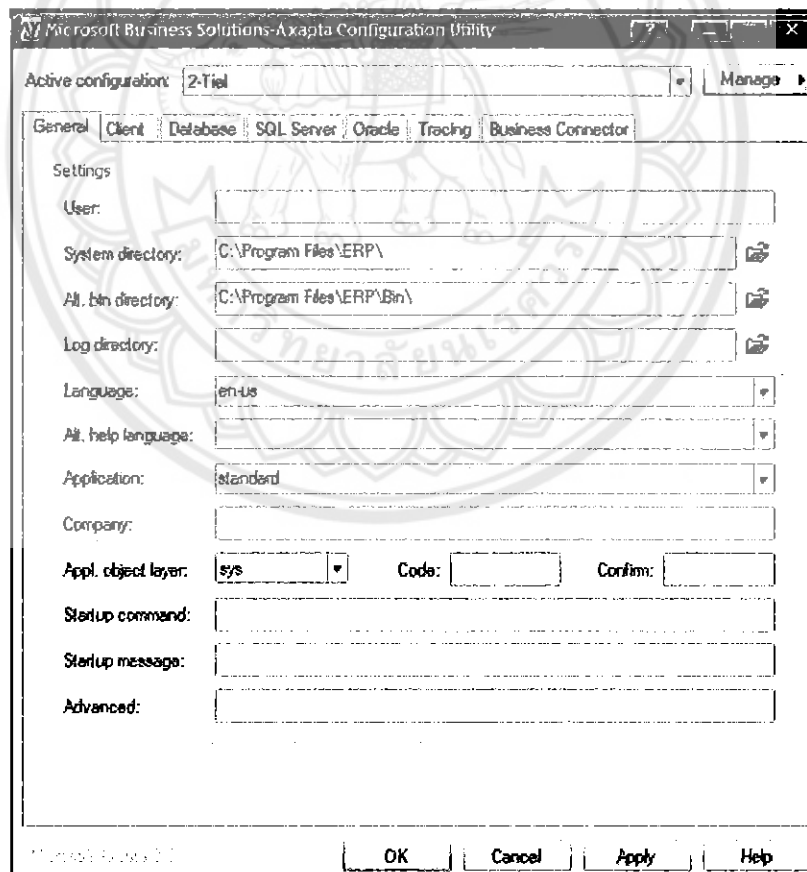 Microsoft Business Solutions-Axapta Configuration Utility
Active configuration: 2-Tiel Manage
General Client Database SQL Server Oracle Tracing Business Connector
Settings
User:
System directory: C:\Program Files\ERP\
Alt. bin directory: C:\Program Files\ERP\Bin\
Log directory:
Language: en-us
Alt. help language:
Application: standard
Company:
Appl. object layer: sys Code: Confirm:
Startup command:
Startup message:
Advanced:
OK Cancel Apply Help